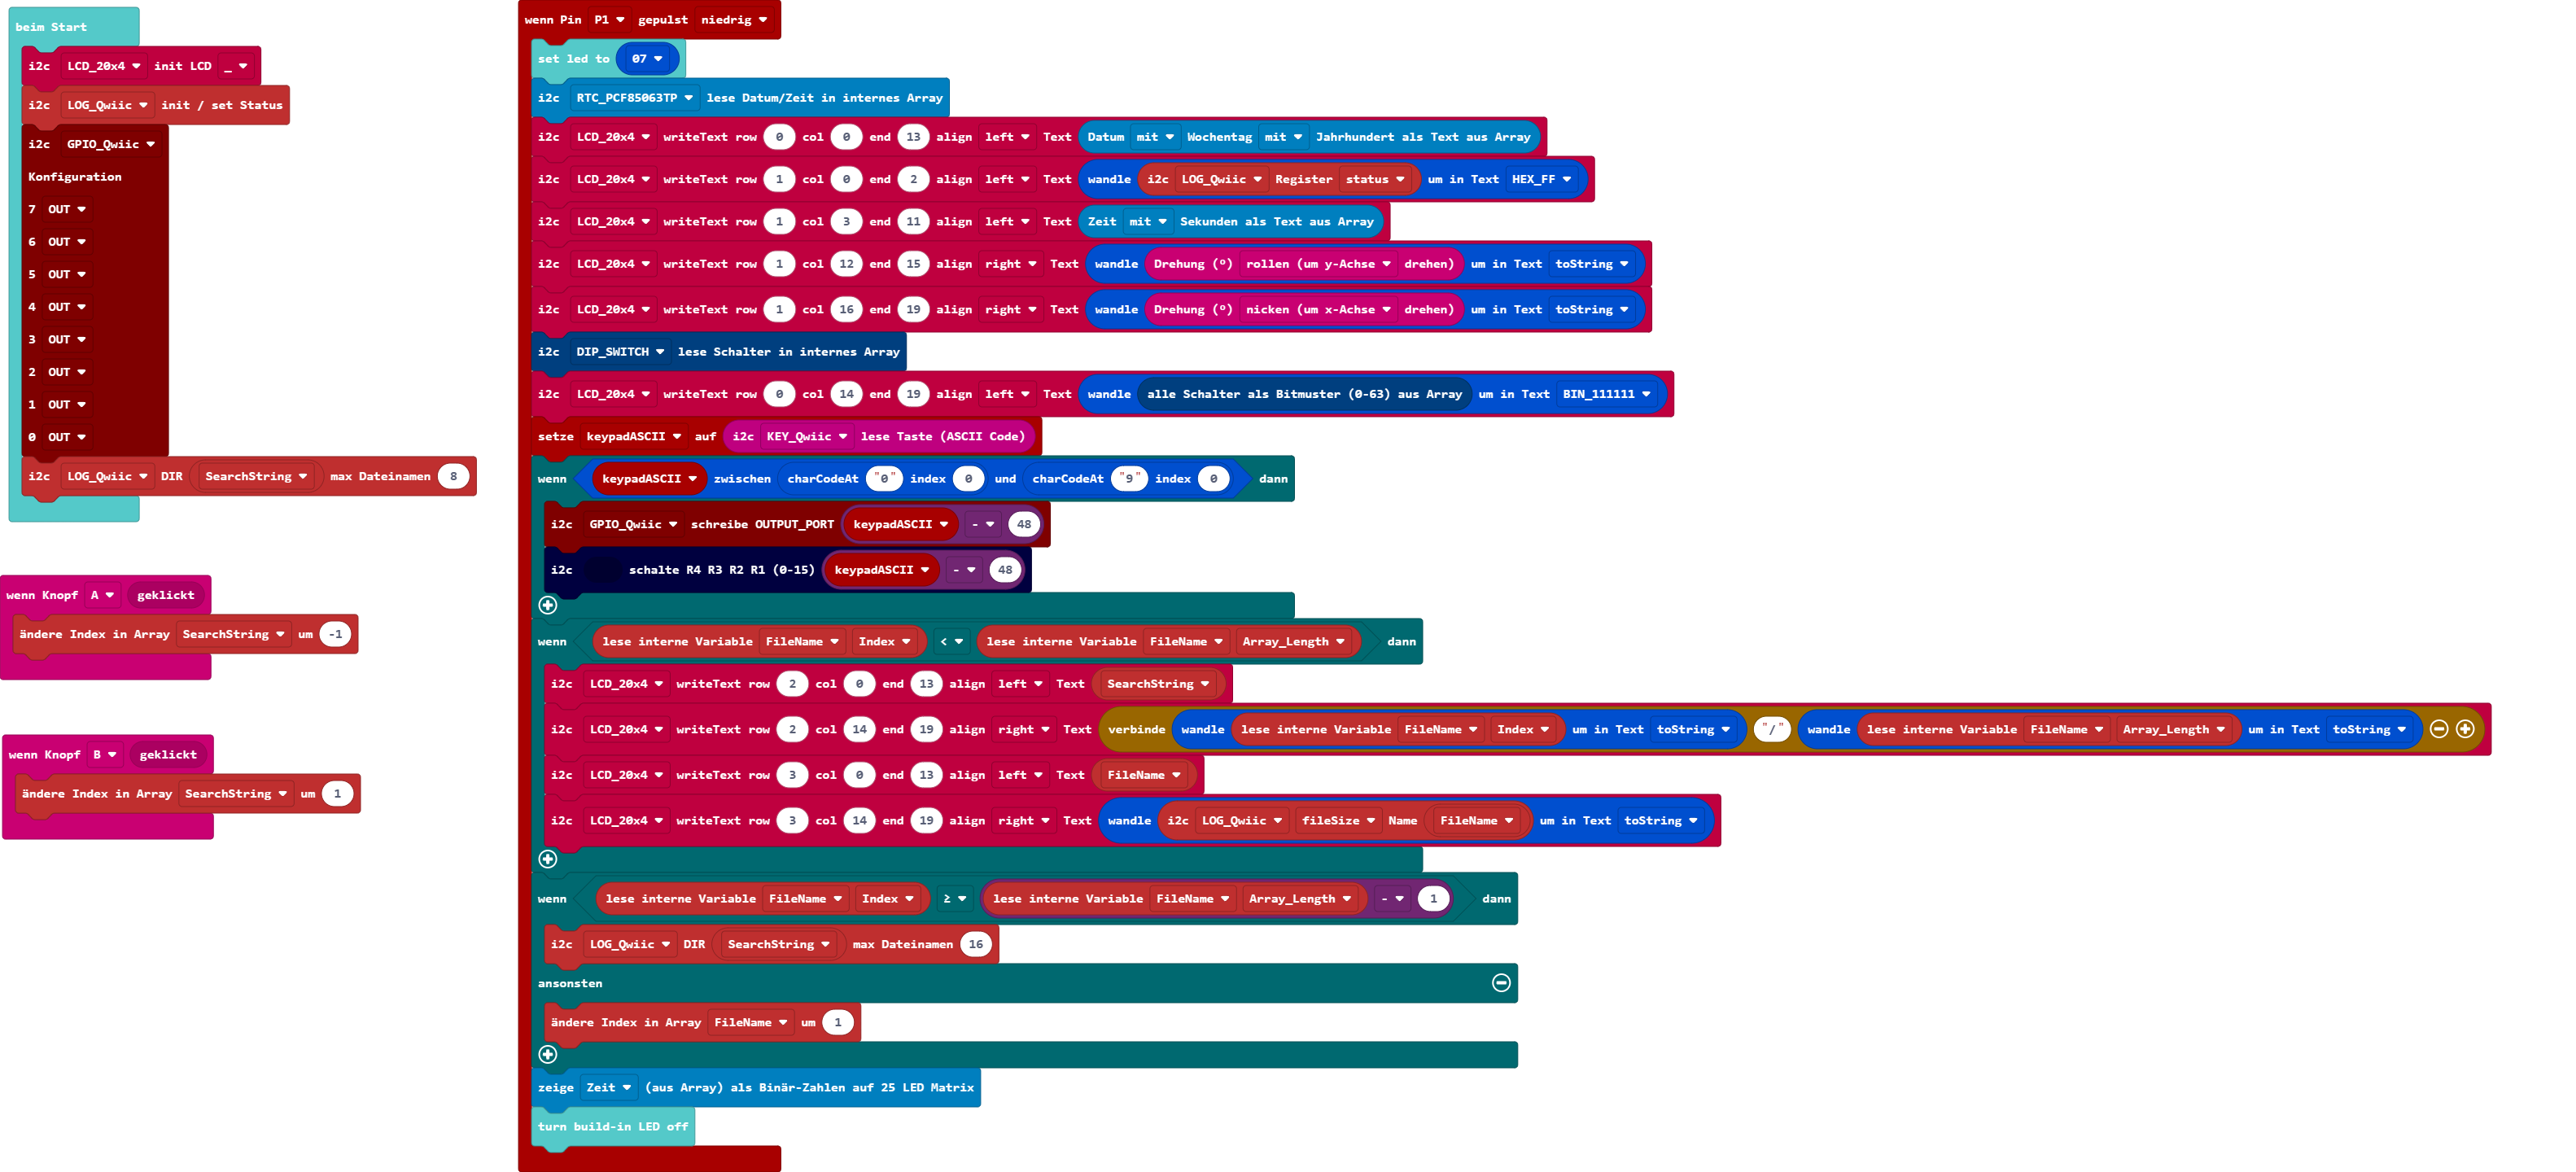 beim Start
i2c LCD_20x4 init LCD _
i2c LOG_Qwiic init / set Status
i2c GPIO_Qwiic
Konfiguration
7 OUT
6 OUT
5 OUT
4 OUT
3 OUT
2 OUT
1 OUT
0 OUT
i2c LOG_Qwiic DIR SearchString max Dateinamen 8
wenn Knopf A geklickt
ändere Index in Array SearchString um -1
wenn Knopf B geklickt
ändere Index in Array SearchString um 1
wenn Pin P1 gepulst niedrig
set led to 07
i2c RTC_PCF85063TP lese Datum/Zeit in internes Array
i2c LCD_20x4 writeText row 0 col 0 end 13 align left Text Datum mit Wochentag mit Jahrhundert als Text aus Array
i2c LCD_20x4 writeText row 1 col 0 end 2 align left Text wandle i2c LOG_Qwiic Register status um in Text HEX_FF
i2c LCD_20x4 writeText row 1 col 3 end 11 align left Text Zeit mit Sekunden als Text aus Array
i2c LCD_20x4 writeText row 1 col 12 end 15 align right Text wandle Drehung (º) rollen (um y-Achse drehen) um in Text toString
i2c LCD_20x4 writeText row 1 col 16 end 19 align right Text wandle Drehung (º) nicken (um x-Achse drehen) um in Text toString
i2c DIP_SWITCH lese Schalter in internes Array
i2c LCD_20x4 writeText row 0 col 14 end 19 align left Text wandle alle Schalter als Bitmuster (0-63) aus Array um in Text BIN_111111
setze keypadASCII auf i2c KEY_Qwiic lese Taste (ASCII Code)
wenn keypadASCII zwischen charCodeAt "0" index 0 und charCodeAt "9" index 0 dann
i2c GPIO_Qwiic schreibe OUTPUT_PORT keypadASCII - 48
i2c schalte R4 R3 R2 R1 (0-15) keypadASCII - 48
wenn lese interne Variable FileName Index < lese interne Variable FileName Array_Length dann
i2c LCD_20x4 writeText row 2 col 0 end 13 align left Text SearchString
i2c LCD_20x4 writeText row 2 col 14 end 19 align right Text verbinde wandle lese interne Variable FileName Index um in Text toString "/" wandle lese interne Variable FileName Array_Length um in Text toString
i2c LCD_20x4 writeText row 3 col 0 end 13 align left Text FileName
i2c LCD_20x4 writeText row 3 col 14 end 19 align right Text wandle i2c LOG_Qwiic fileSize Name FileName um in Text toString
wenn lese interne Variable FileName Index ≥ lese interne Variable FileName Array_Length - 1 dann
i2c LOG_Qwiic DIR SearchString max Dateinamen 16
ansonsten
ändere Index in Array FileName um 1
zeige Zeit (aus Array) als Binär-Zahlen auf 25 LED Matrix
turn build-in LED off